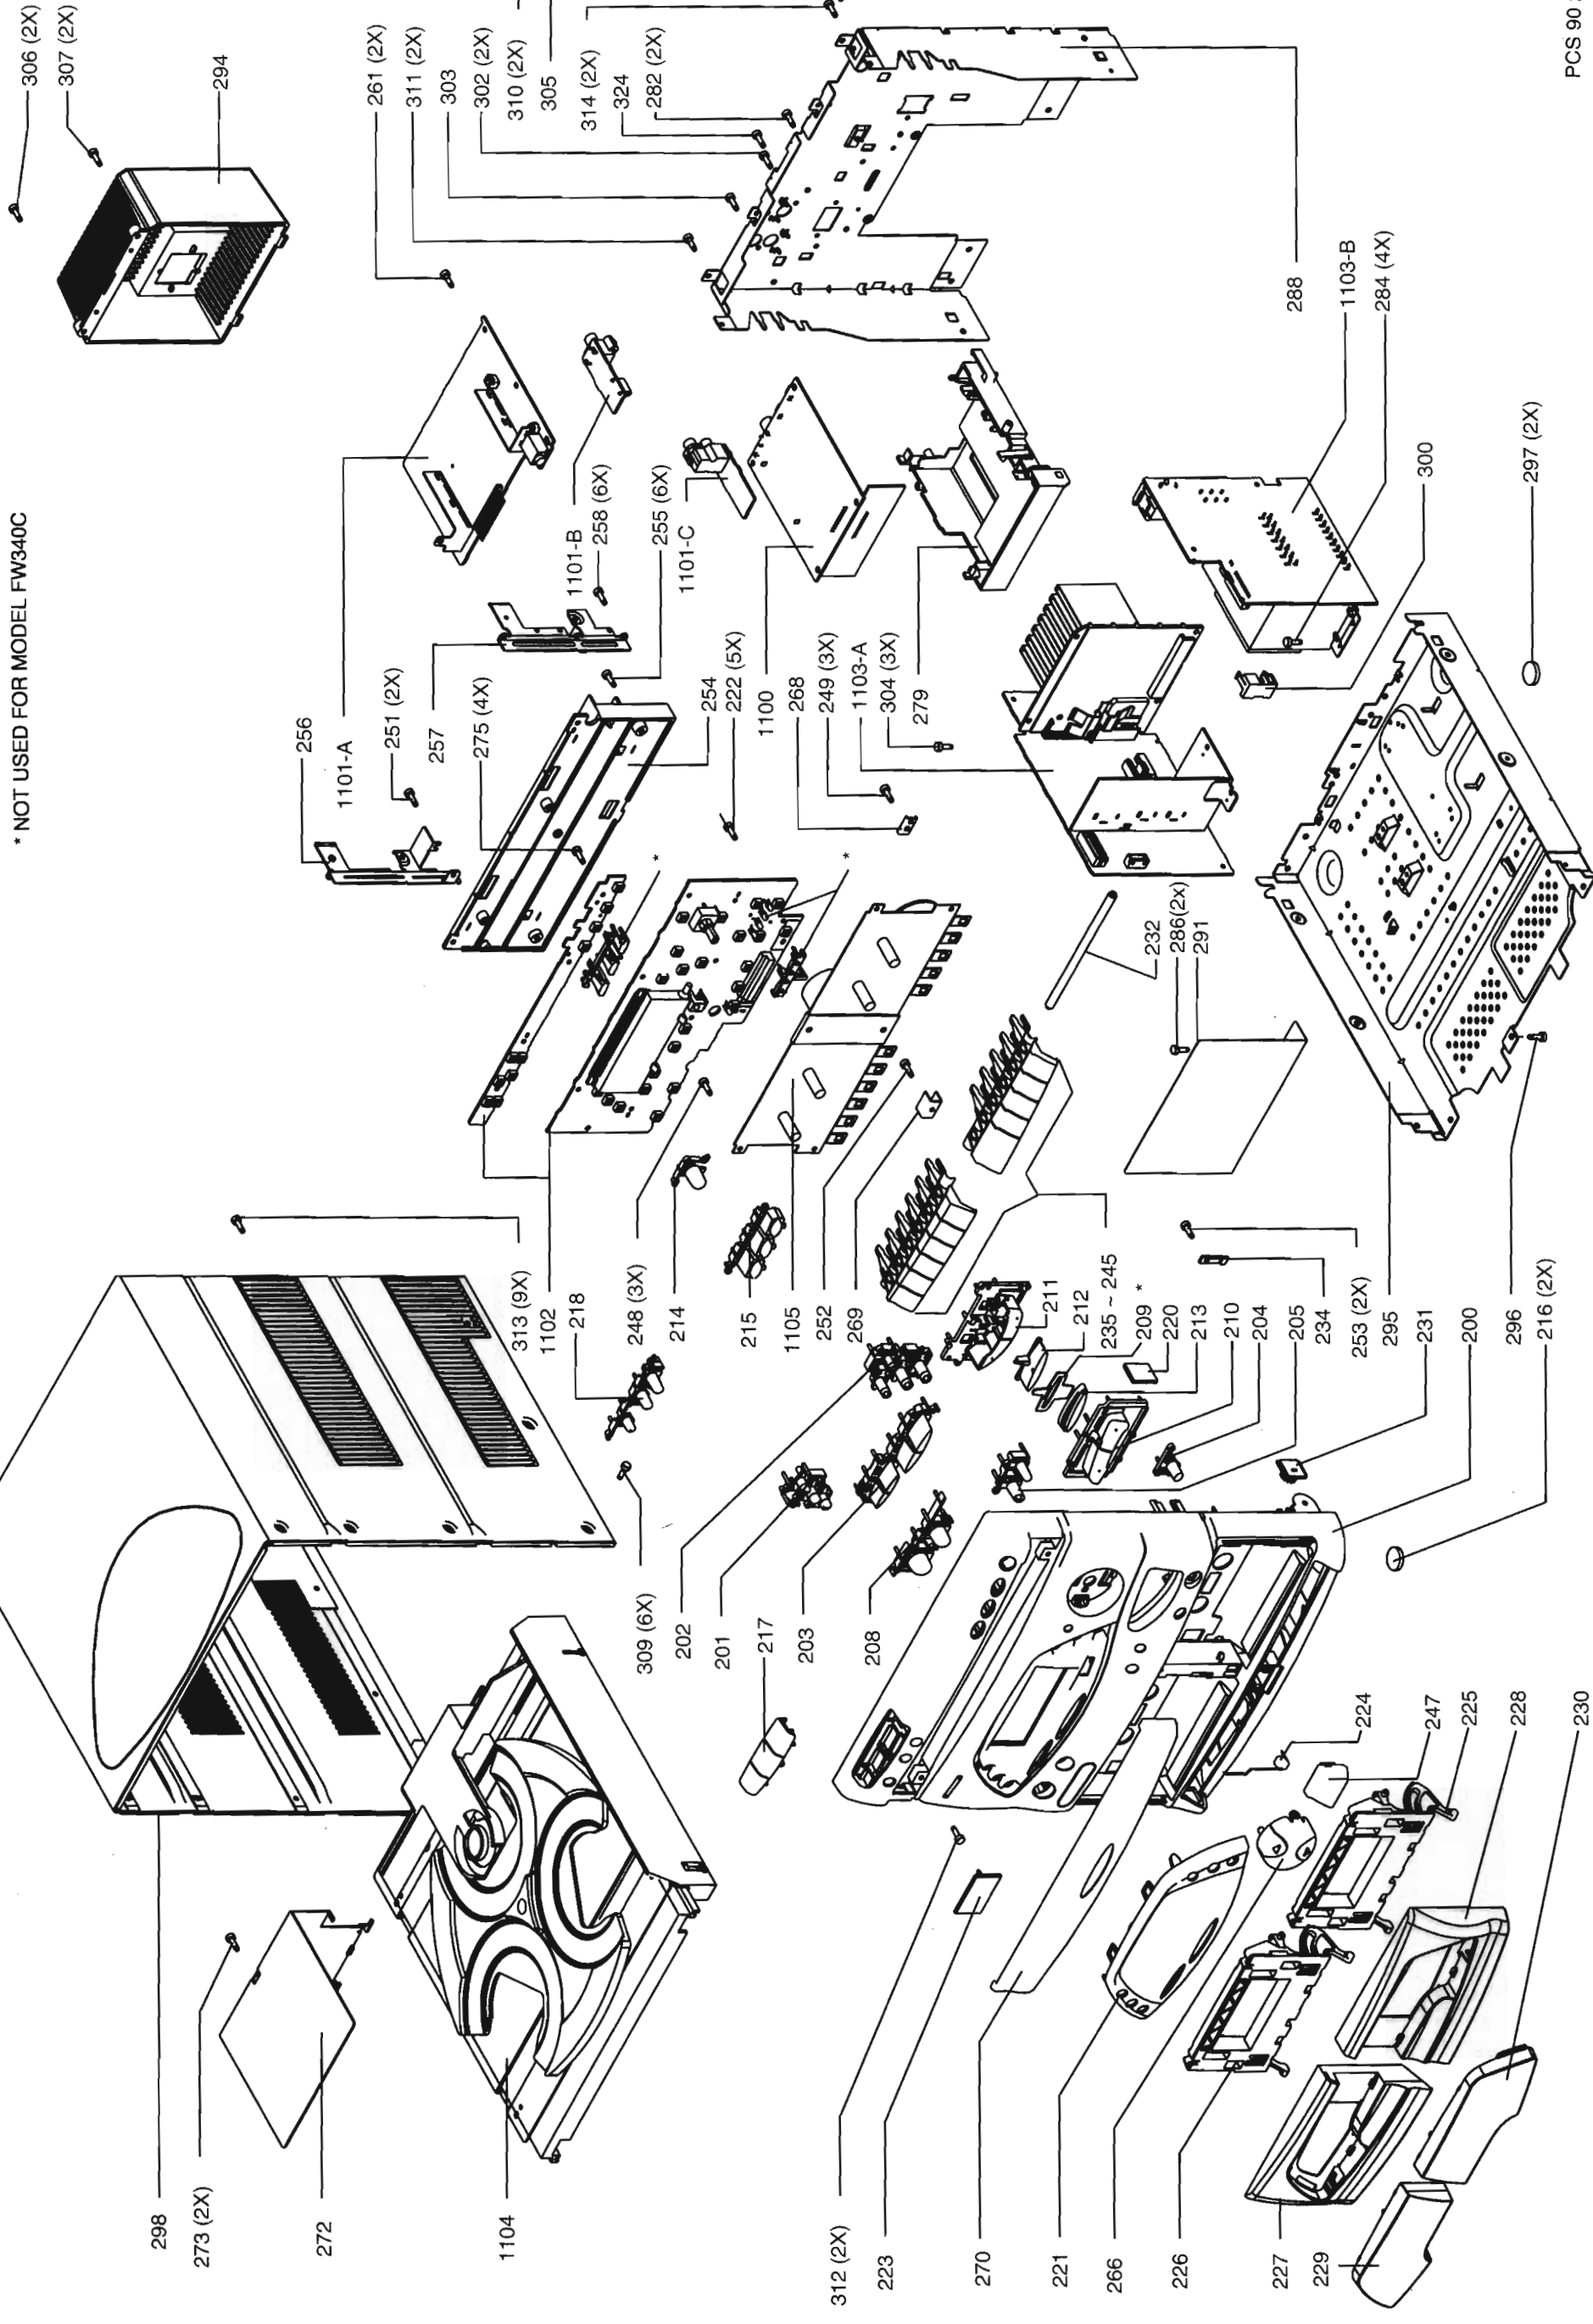 * NOT USED FOR MODEL FW340C
306 (2X)
307 (2X)
294
261 (2X)
311 (2X)
303
302 (2X)
310 (2X)
305
314 (2X)
324
282 (2X)
288
1103-B
284 (4X)
300
297 (2X)
PCS 90
256
1101-A
251 (2X)
257
275 (4X)
1101-B
258 (6X)
255 (6X)
1101-C
254
222 (5X)
1100
268
249 (3X)
1103-A
304 (3X)
279
*
*
232
286(2x)
291
313 (9X)
1102
218
248 (3X)
214
215
1105
252
269
211
212
235 ~ 245
209 *
220
213
210
204
205
234
253 (2X)
295
231
200
296
216 (2X)
309 (6X)
202
201
217
203
208
224
247
225
228
230
298
273 (2X)
272
1104
312 (2X)
223
270
221
266
226
227
229